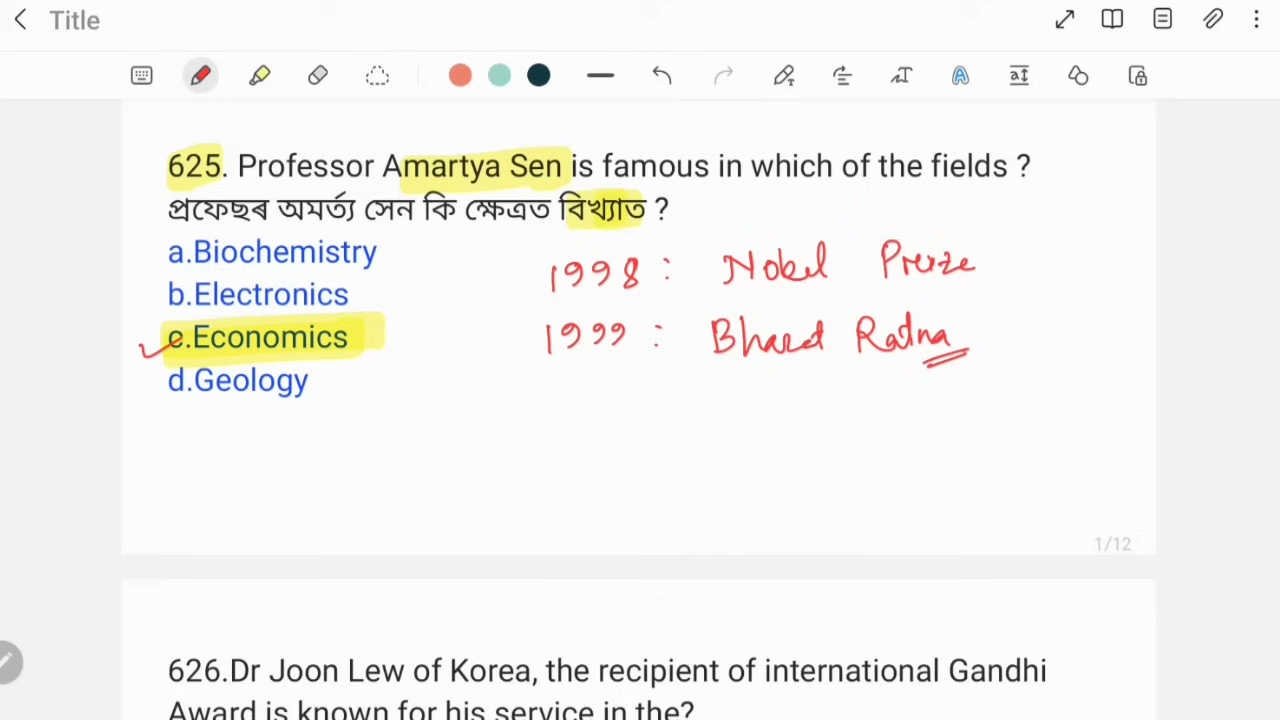 Title
625. Professor Amartya Sen is famous in which of the fields ?
প্ৰফেছৰ অমৰ্ত্য সেন কি ক্ষেত্ৰত বিখ্যাত ?
a.Biochemistry
b.Electronics
c.Economics
d.Geology
1998 : Nobel Preize
1999 : Bharat Ratna
1/12
626.Dr Joon Lew of Korea, the recipient of international Gandhi
Award is known for his service in the?